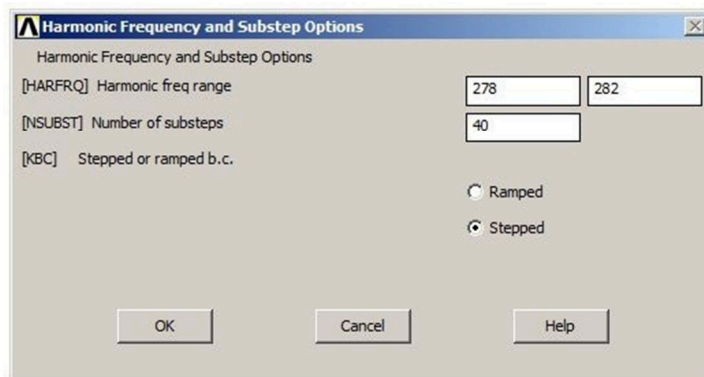 Harmonic Frequency and Substep Options
Harmonic Frequency and Substep Options
[HARFRQ] Harmonic freq range 278 282
[NSUBST] Number of substeps 40
[KBC] Stepped or ramped b.c.
Ramped
Stepped
OK Cancel Help